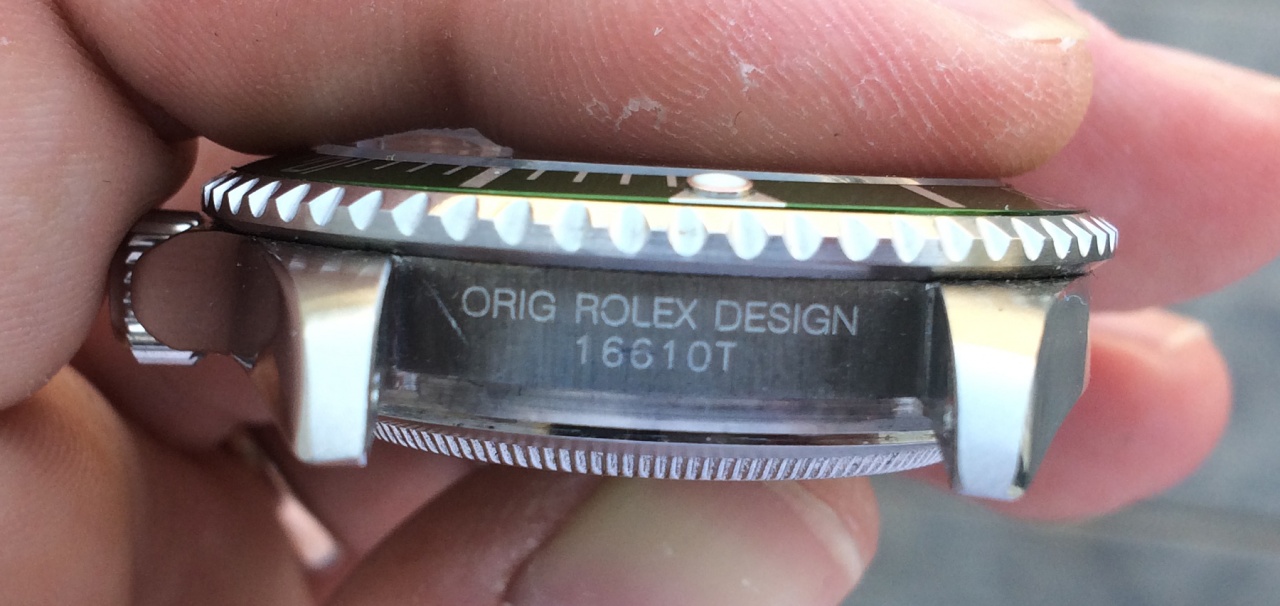 ORIG ROLEX DESIGN
16610T